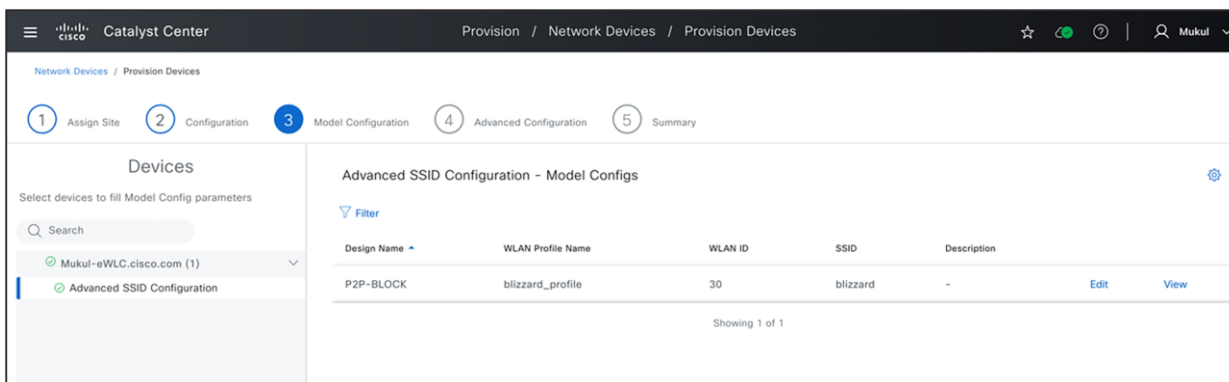 cisco Catalyst Center Provision / Network Devices / Provision Devices Mukul
Network Devices / Provision Devices
1 Assign Site 2 Configuration 3 Model Configuration 4 Advanced Configuration 5 Summary
Devices
Select devices to fill Model Config parameters
Search
Mukul-eWLC.cisco.com (1)
Advanced SSID Configuration
Advanced SSID Configuration - Model Configs
Filter
Design Name WLAN Profile Name WLAN ID SSID Description
P2P-BLOCK blizzard_profile 30 blizzard - Edit View
Showing 1 of 1